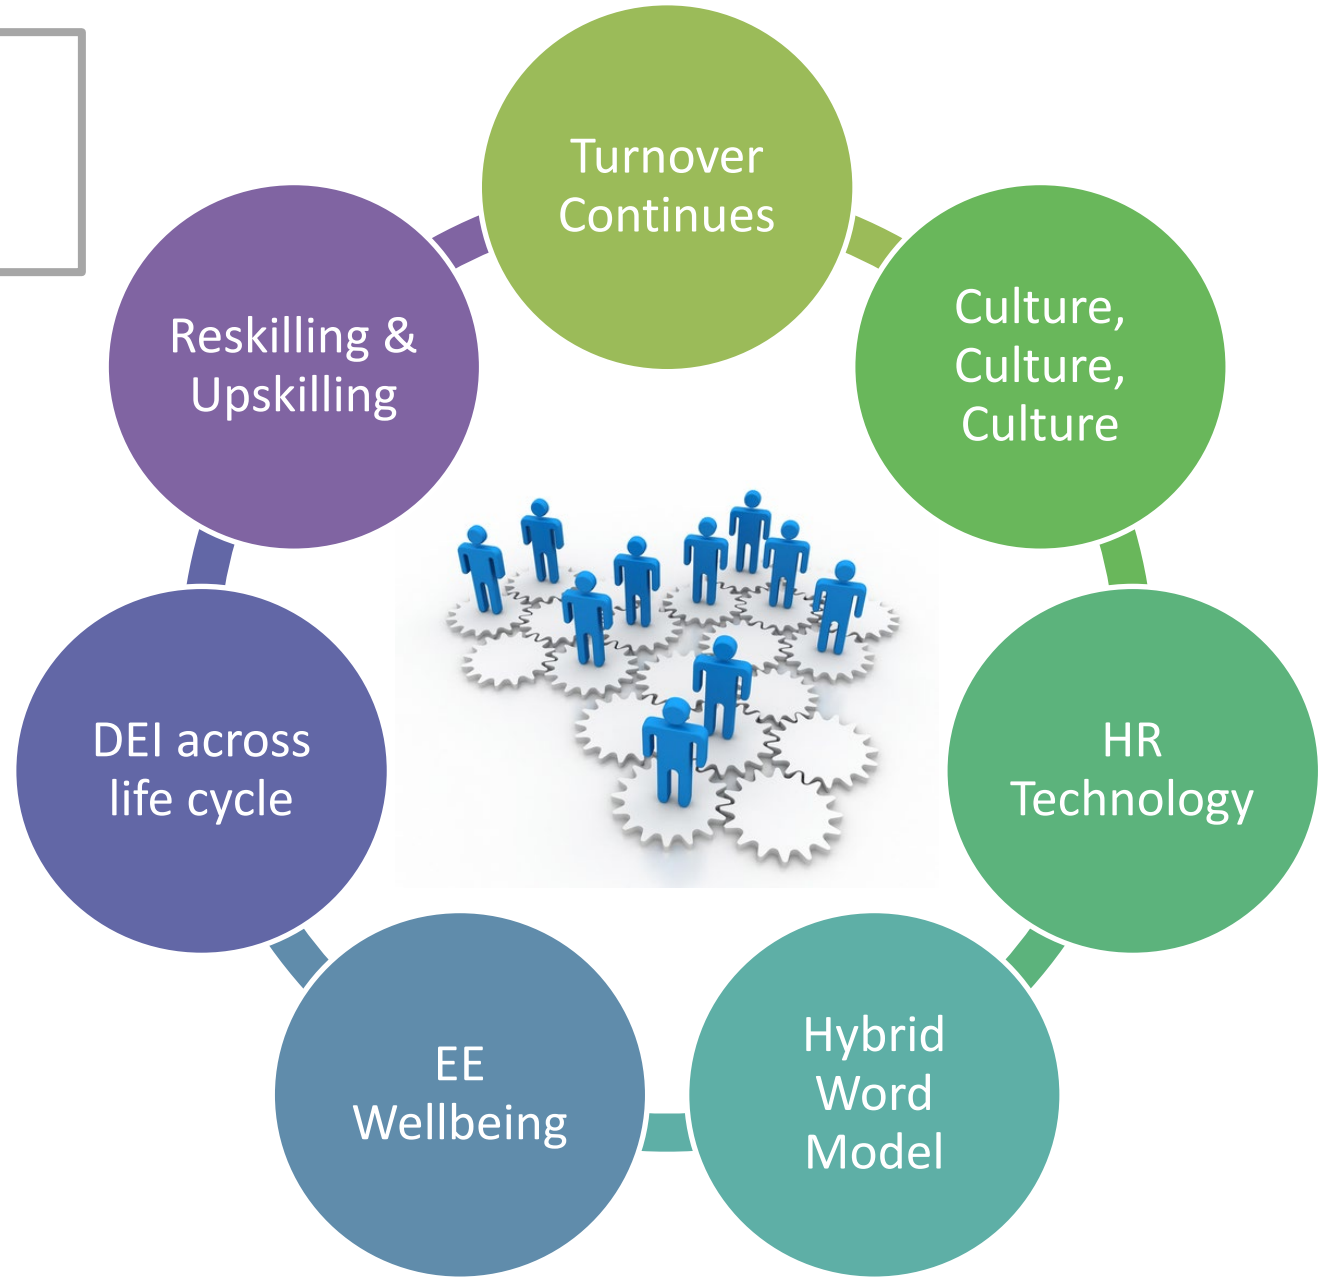 Turnover
Continues
Culture,
Culture,
Culture
HR
Technology
Hybrid
Word
Model
EE
Wellbeing
DEI across
life cycle
Reskilling &
Upskilling